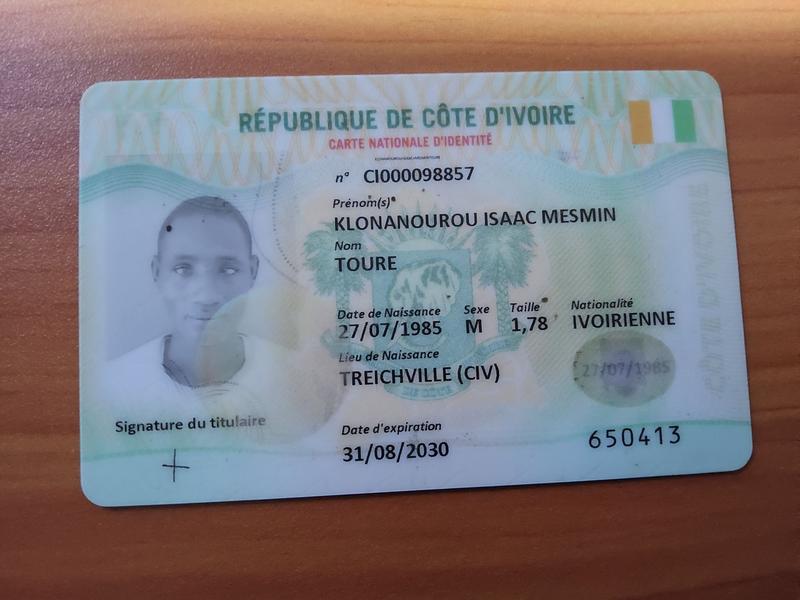 RÉPUBLIQUE DE CÔTE D'IVOIRE
CARTE NATIONALE D'IDENTITÉ
n° CI000098857
Prénom(s)
KLONANOUROU ISAAC MESMIN
Nom
TOURE
Date de Naissance Sexe Taille Nationalité
27/07/1985 M 1,78 IVOIRIENNE
Lieu de Naissance
TREICHVILLE (CIV)
27/07/1985
Signature du titulaire
Date d'expiration
31/08/2030
650413